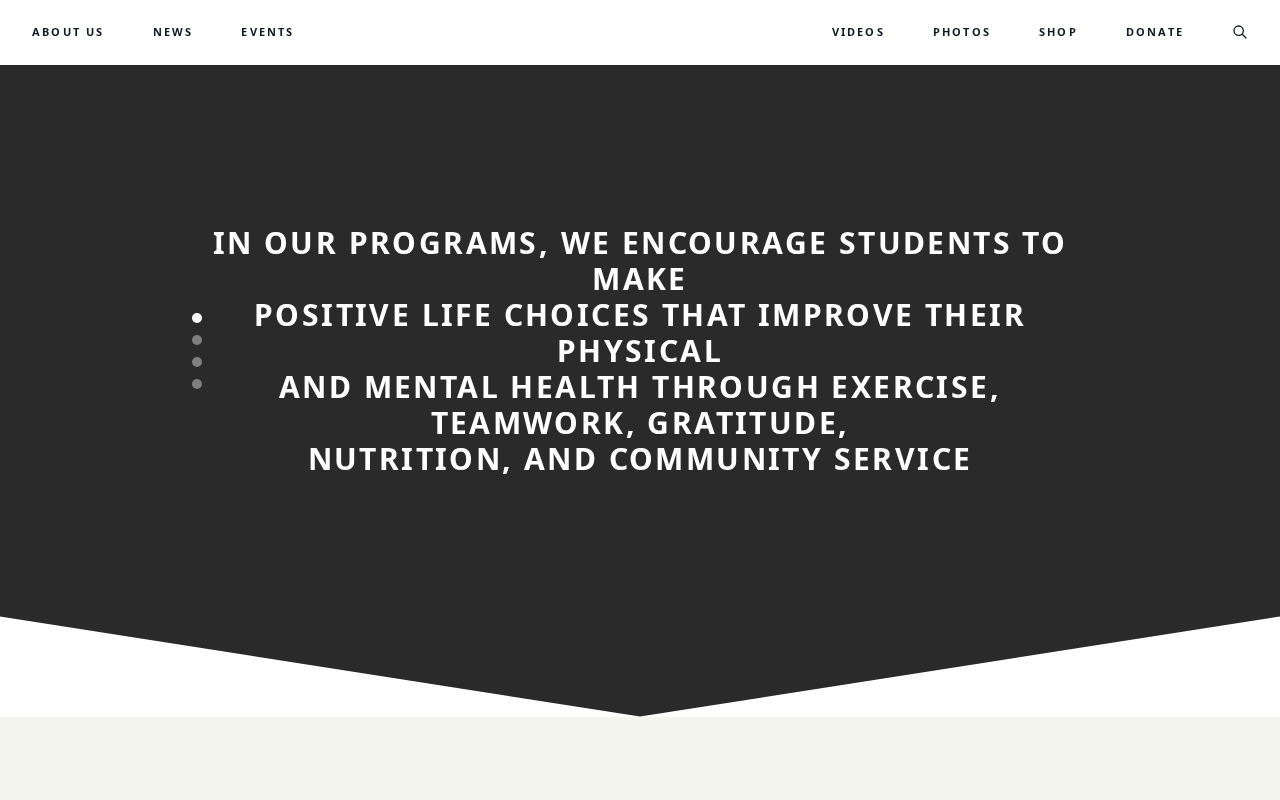 ABOUT US NEWS EVENTS VIDEOS PHOTOS SHOP DONATE
IN OUR PROGRAMS, WE ENCOURAGE STUDENTS TO
MAKE
POSITIVE LIFE CHOICES THAT IMPROVE THEIR
PHYSICAL
AND MENTAL HEALTH THROUGH EXERCISE,
TEAMWORK, GRATITUDE,
NUTRITION, AND COMMUNITY SERVICE